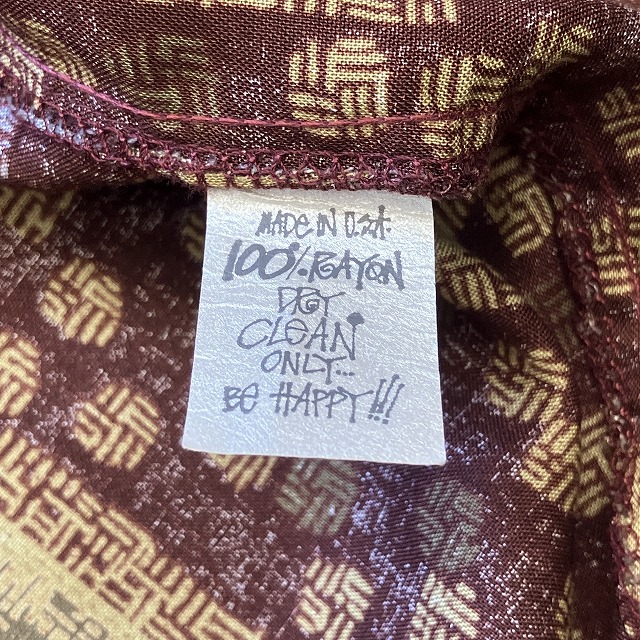 MADE IN U.S.A.
100% RAYON
DRY
CLEAN
ONLY...
BE HAPPY!!!